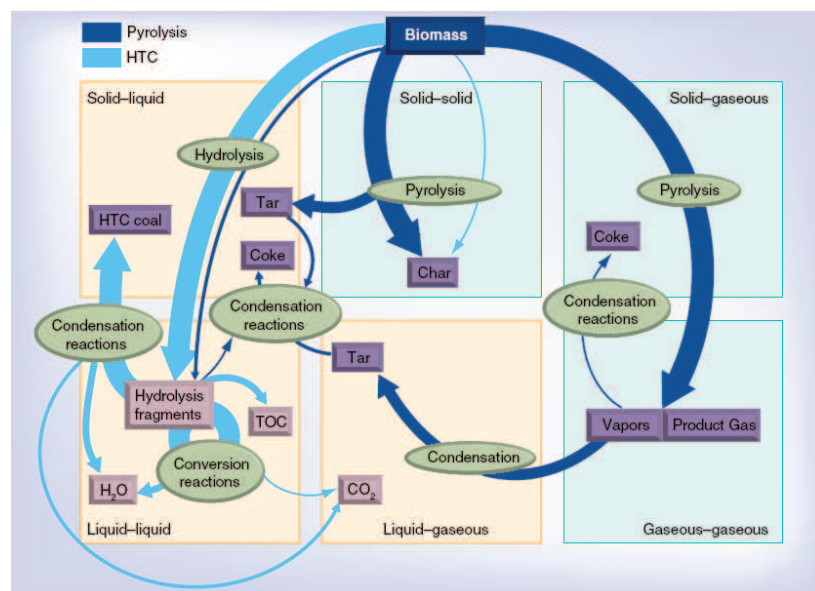 Pyrolysis
HTC
Biomass
Solid–liquid
Solid–solid
Solid–gaseous
Hydrolysis
Pyrolysis
Pyrolysis
Tar
HTC coal
Coke
Coke
Char
Condensation
reactions
Condensation
reactions
Condensation
reactions
Tar
Hydrolysis
fragments
TOC
Vapors
Product Gas
Conversion
reactions
Condensation
H₂O
CO₂
Liquid–liquid
Liquid–gaseous
Gaseous–gaseous